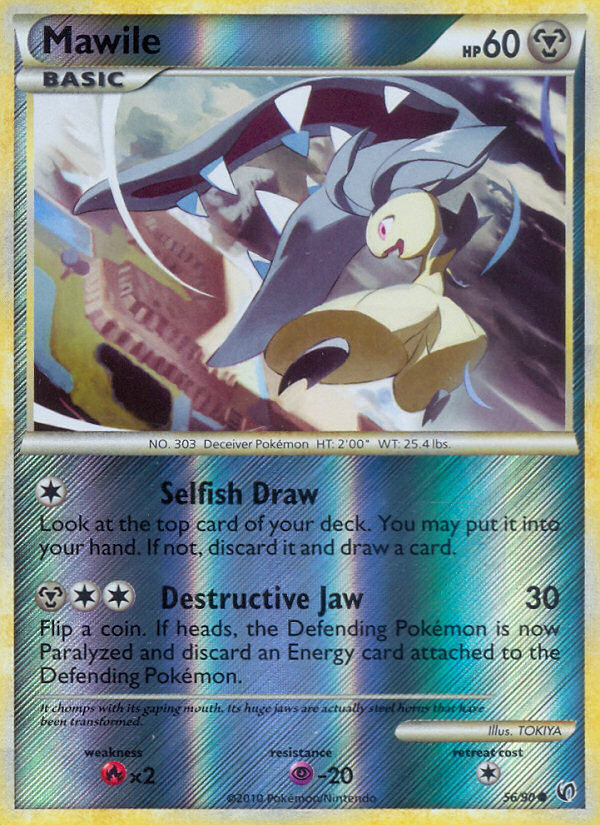 Mawile
HP 60
BASIC
NO. 303 Deceiver Pokémon HT: 2'00" WT: 25.4 lbs.
Selfish Draw
Look at the top card of your deck. You may put it into
your hand. If not, discard it and draw a card.
Destructive Jaw 30
Flip a coin. If heads, the Defending Pokémon is now
Paralyzed and discard an Energy card attached to the
Defending Pokémon.
It chomps with its gaping mouth. Its huge jaws are actually steel horns that have
been transformed.
Illus. TOKIYA
weakness resistance retreat cost
×2 -20
©2010 Pokémon/Nintendo 56/90